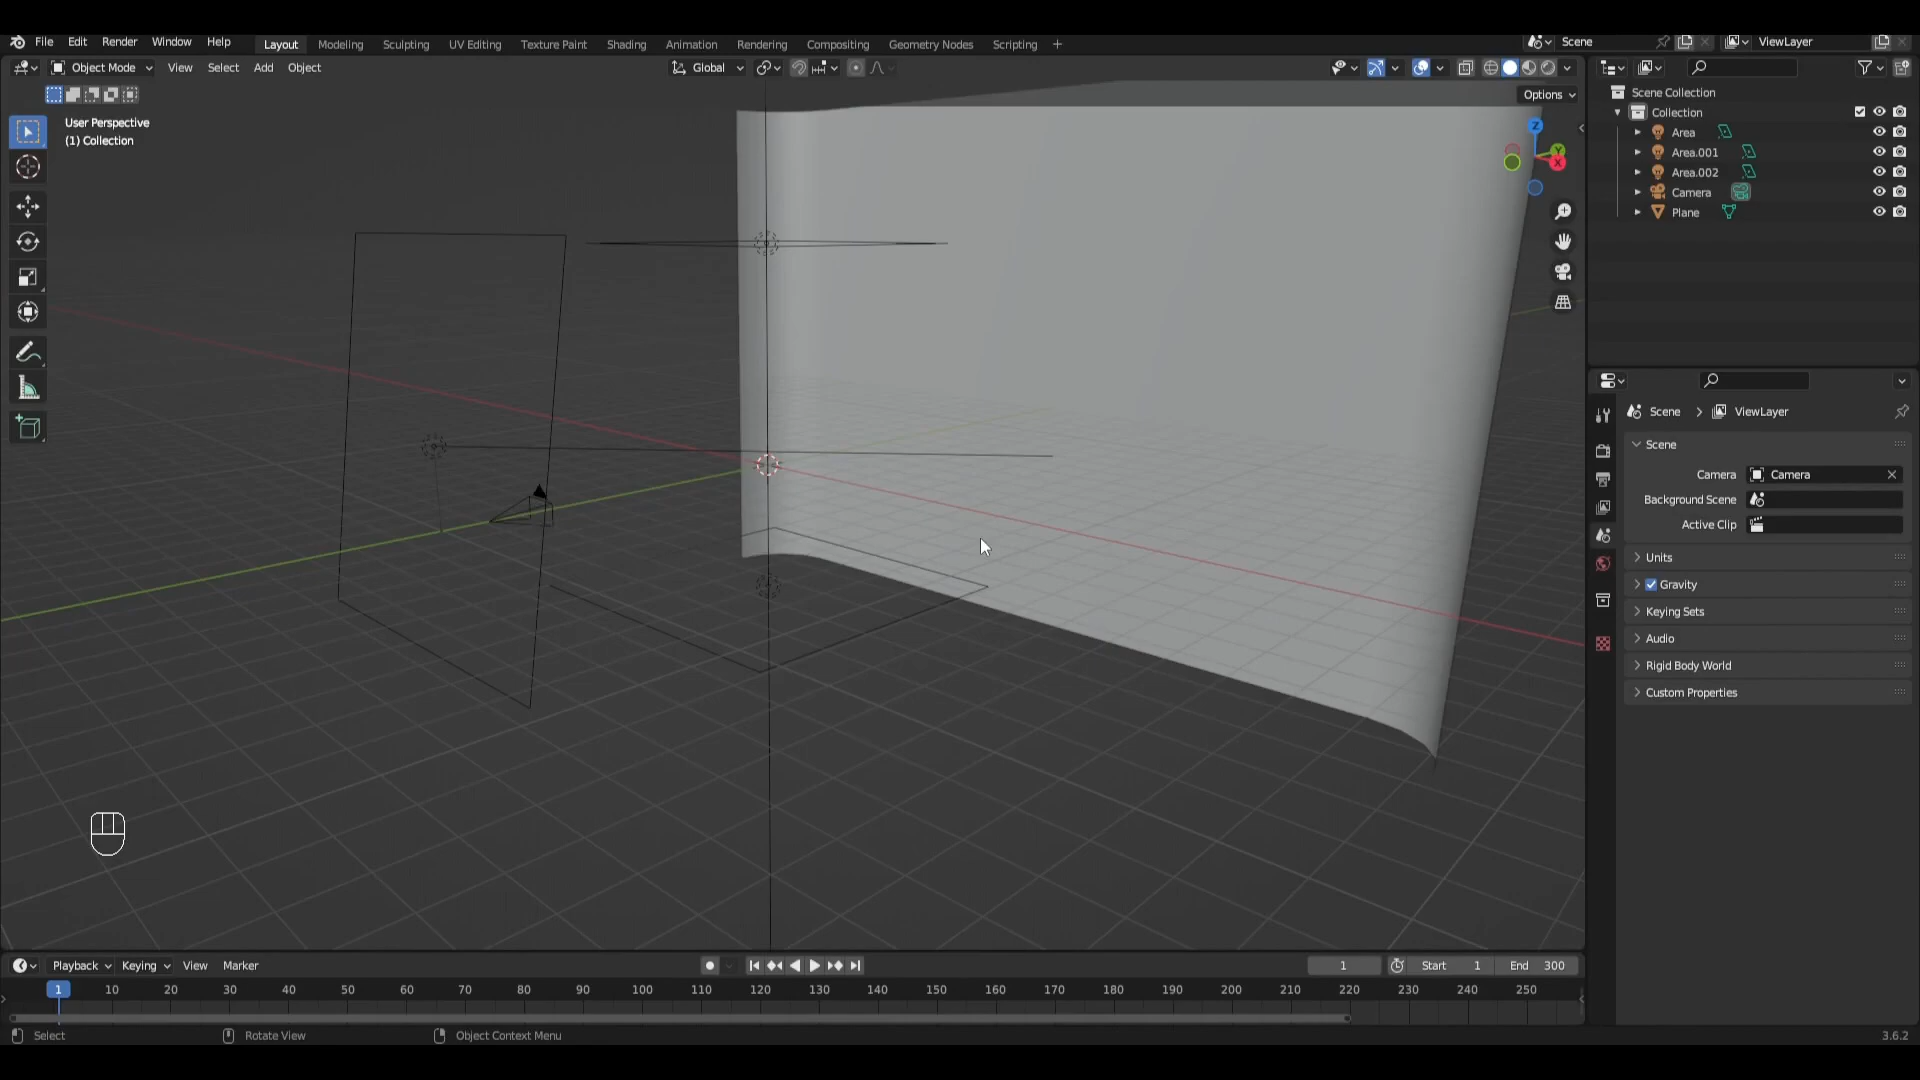 File Edit Render Window Help Layout Modeling Sculpting UV Editing Texture Paint Shading Animation Rendering Compositing Geometry Nodes Scripting + Scene ViewLayer
Object Mode View Select Add Object Global
Options
User Perspective
(1) Collection
Z
Y
X
Scene Collection
Collection
Area
Area.001
Area.002
Camera
Plane
Scene > ViewLayer
Scene
Camera Camera
Background Scene
Active Clip
Units
Gravity
Keying Sets
Audio
Rigid Body World
Custom Properties
Playback Keying View Marker 1 Start 1 End 300
1 10 20 30 40 50 60 70 80 90 100 110 120 130 140 150 160 170 180 190 200 210 220 230 240 250
Select Rotate View Object Context Menu 3.6.2